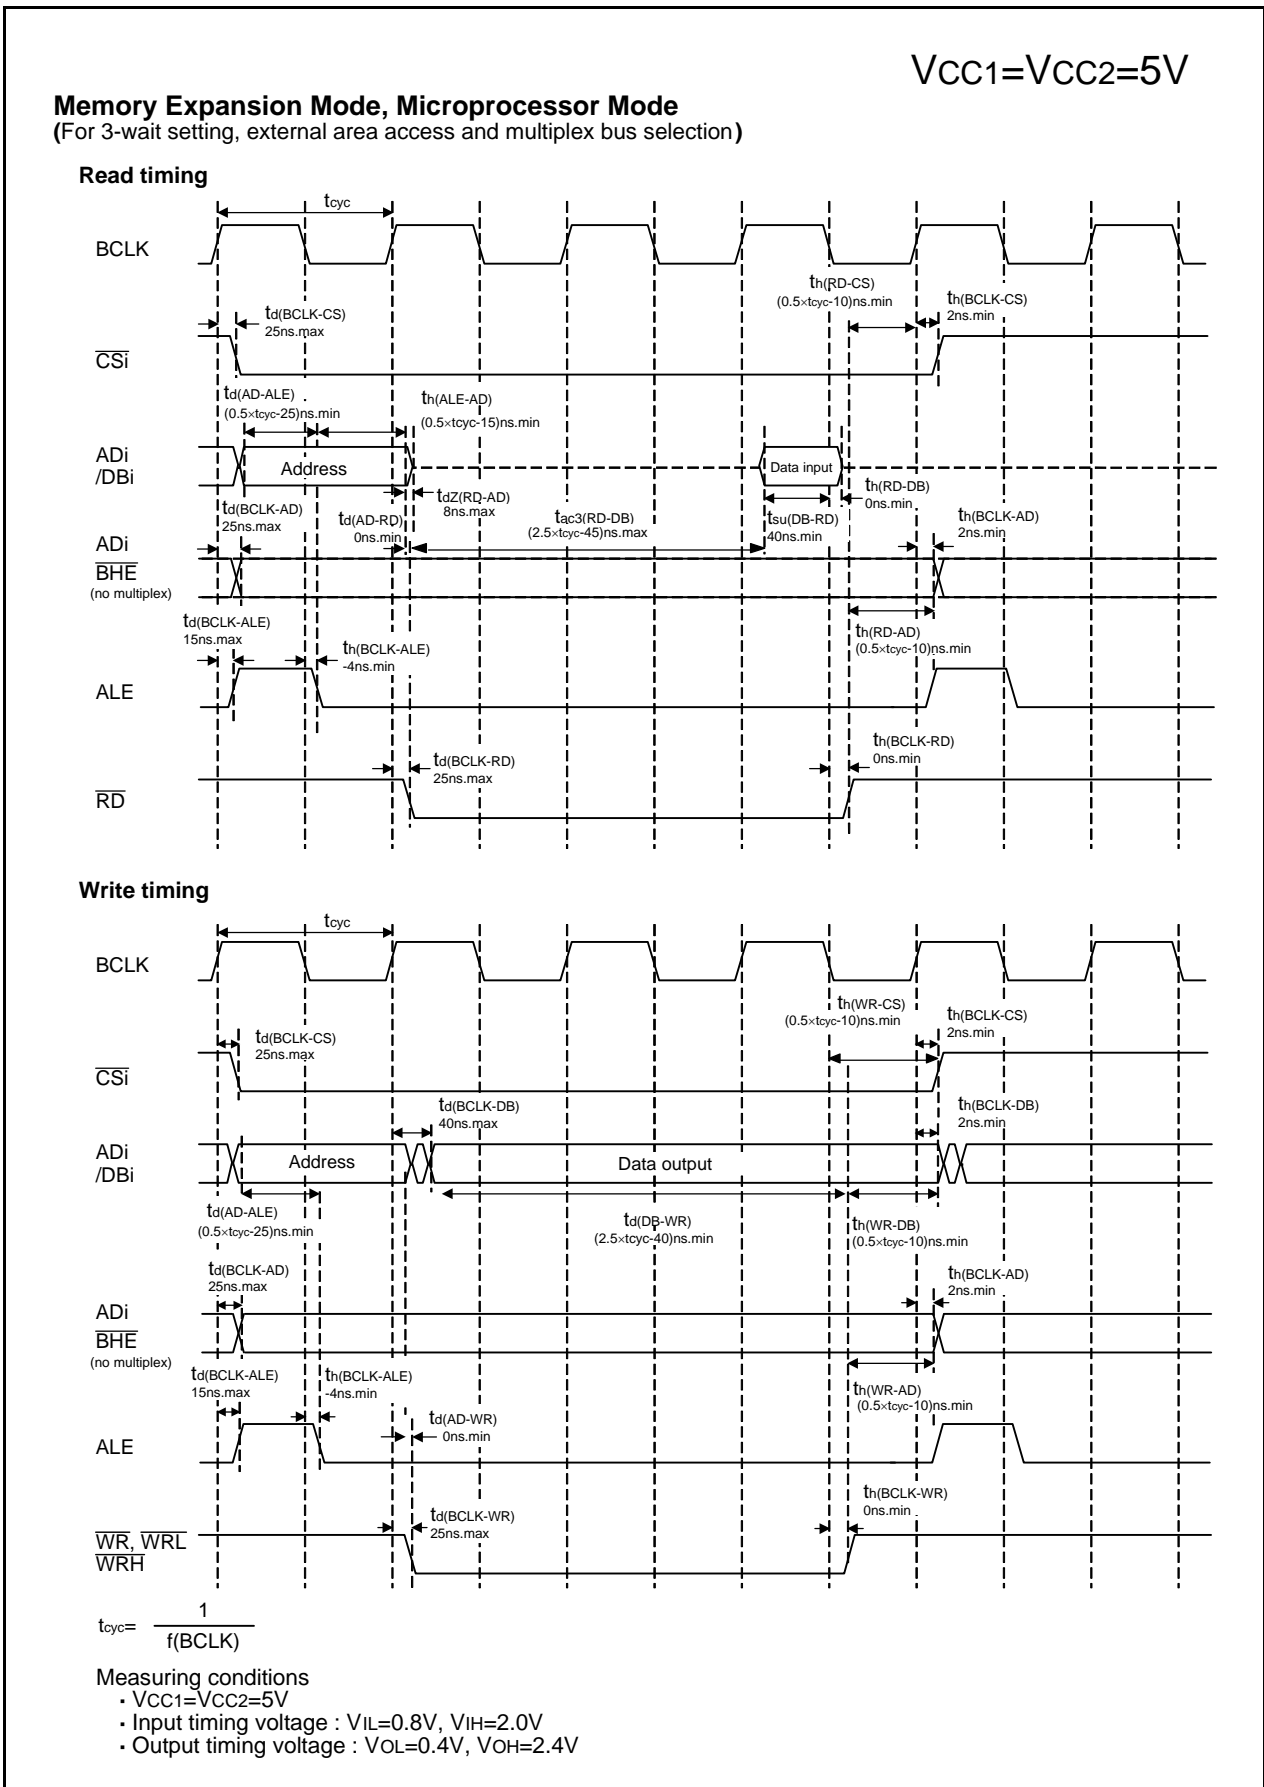 VCC1=VCC2=5V
Memory Expansion Mode, Microprocessor Mode
(For 3-wait setting, external area access and multiplex bus selection)
Read timing
tcyc
BCLK
th(RD-CS)
(0.5×tcyc-10)ns.min
th(BCLK-CS)
2ns.min
td(BCLK-CS)
25ns.max
CSi
td(AD-ALE)
(0.5×tcyc-25)ns.min
th(ALE-AD)
(0.5×tcyc-15)ns.min
ADi
/DBi
Address
Data input
th(RD-DB)
0ns.min
td(BCLK-AD)
25ns.max
td(AD-RD)
0ns.min
tdZ(RD-AD)
8ns.max
tac3(RD-DB)
(2.5×tcyc-45)ns.max
tsu(DB-RD)
40ns.min
th(BCLK-AD)
2ns.min
ADi
BHE
(no multiplex)
td(BCLK-ALE)
15ns.max
th(BCLK-ALE)
-4ns.min
th(RD-AD)
(0.5×tcyc-10)ns.min
ALE
td(BCLK-RD)
25ns.max
th(BCLK-RD)
0ns.min
RD
Write timing
tcyc
BCLK
th(WR-CS)
(0.5×tcyc-10)ns.min
th(BCLK-CS)
2ns.min
td(BCLK-CS)
25ns.max
CSi
td(BCLK-DB)
40ns.max
th(BCLK-DB)
2ns.min
ADi
/DBi
Address
Data output
td(AD-ALE)
(0.5×tcyc-25)ns.min
td(DB-WR)
(2.5×tcyc-40)ns.min
th(WR-DB)
(0.5×tcyc-10)ns.min
td(BCLK-AD)
25ns.max
th(BCLK-AD)
2ns.min
ADi
BHE
(no multiplex)
td(BCLK-ALE)
15ns.max
th(BCLK-ALE)
-4ns.min
th(WR-AD)
(0.5×tcyc-10)ns.min
td(AD-WR)
0ns.min
ALE
td(BCLK-WR)
25ns.max
th(BCLK-WR)
0ns.min
WR, WRL
WRH
tcyc= 1
f(BCLK)
Measuring conditions
· VCC1=VCC2=5V
· Input timing voltage : VIL=0.8V, VIH=2.0V
· Output timing voltage : VOL=0.4V, VOH=2.4V